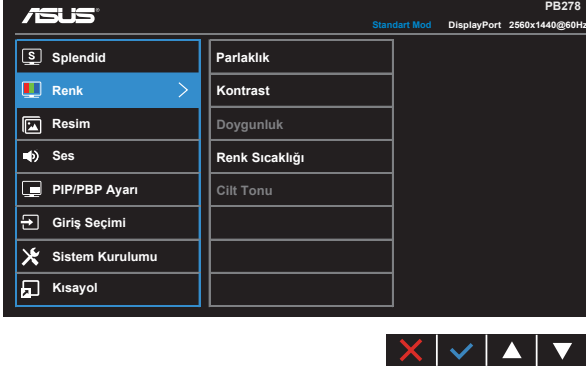 ASUS
PB278
Standart Mod DisplayPort 2560x1440@60Hz
S Splendid
Renk
Resim
Ses
PIP/PBP Ayarı
Giriş Seçimi
Sistem Kurulumu
Kısayol
Parlaklık
Kontrast
Doygunluk
Renk Sıcaklığı
Cilt Tonu